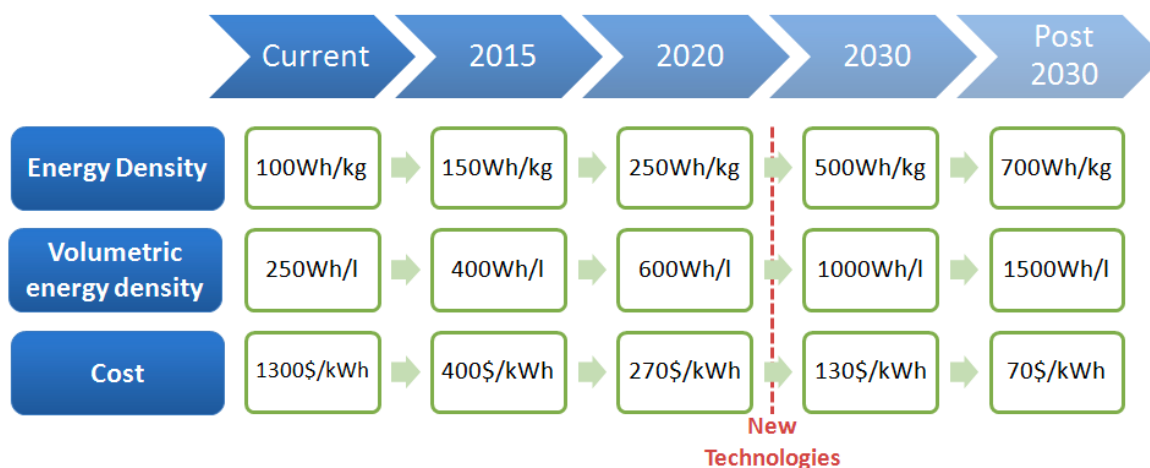 Current
2015
2020
2030
Post
2030
Energy Density
100Wh/kg
150Wh/kg
250Wh/kg
500Wh/kg
700Wh/kg
Volumetric
energy density
250Wh/l
400Wh/l
600Wh/l
1000Wh/l
1500Wh/l
Cost
1300$/kWh
400$/kWh
270$/kWh
130$/kWh
70$/kWh
New
Technologies